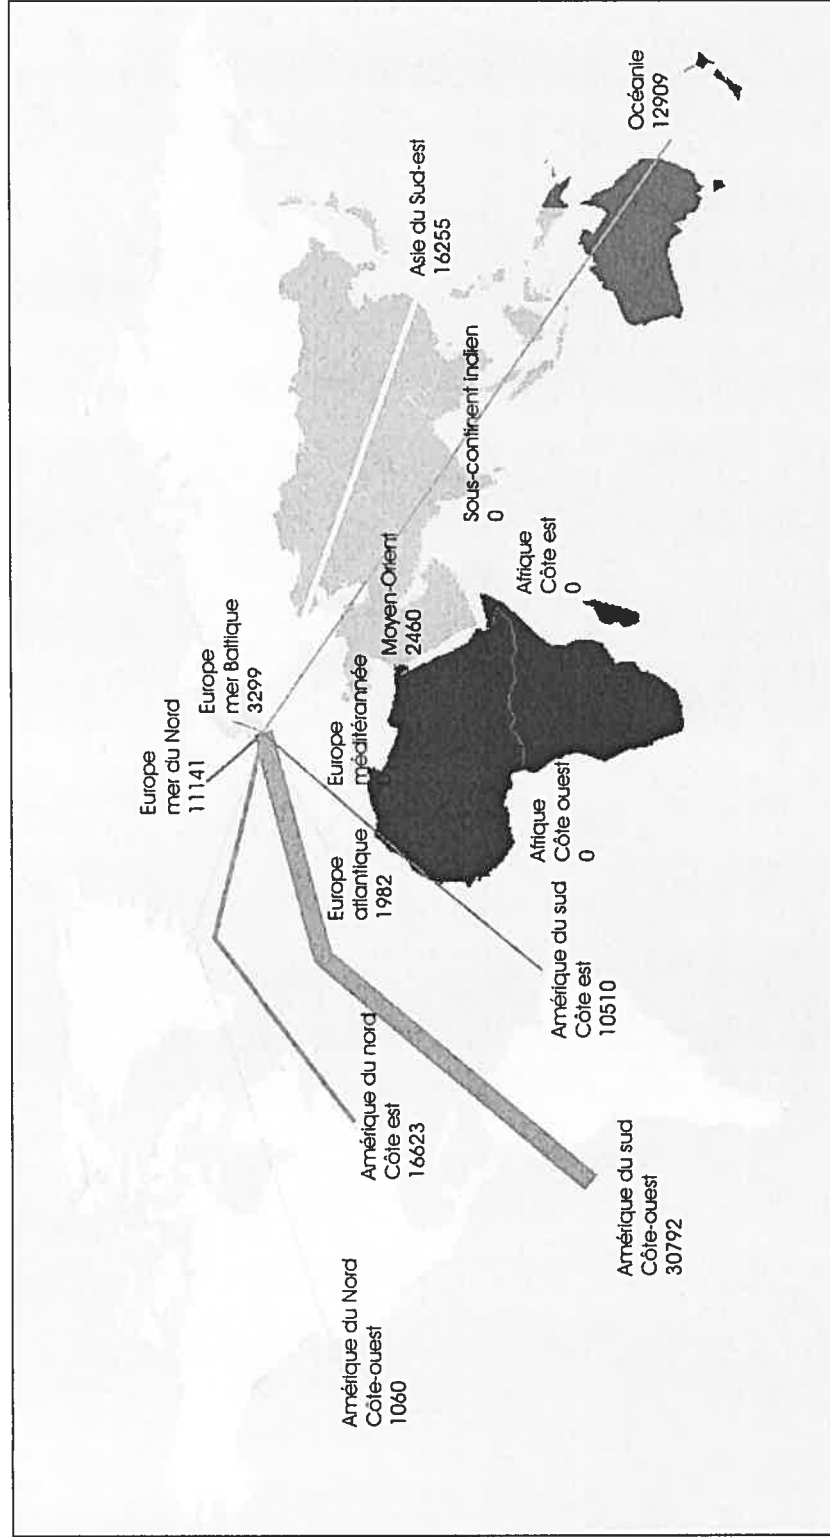 Amérique du Nord
Côte-ouest
1060
Amérique du nord
Côte est
16623
Amérique du sud
Côte-ouest
30792
Amérique du sud
Côte est
10510
Europe
mer du Nord
11141
Europe
mer Baltique
3299
Europe
atlantique
1982
Europe
méditérannée
Afrique
Côte ouest
0
Afrique
Côte est
0
Moyen-Orient
2460
Sous-continent indien
0
Asie du Sud-est
16255
Océanie
12909